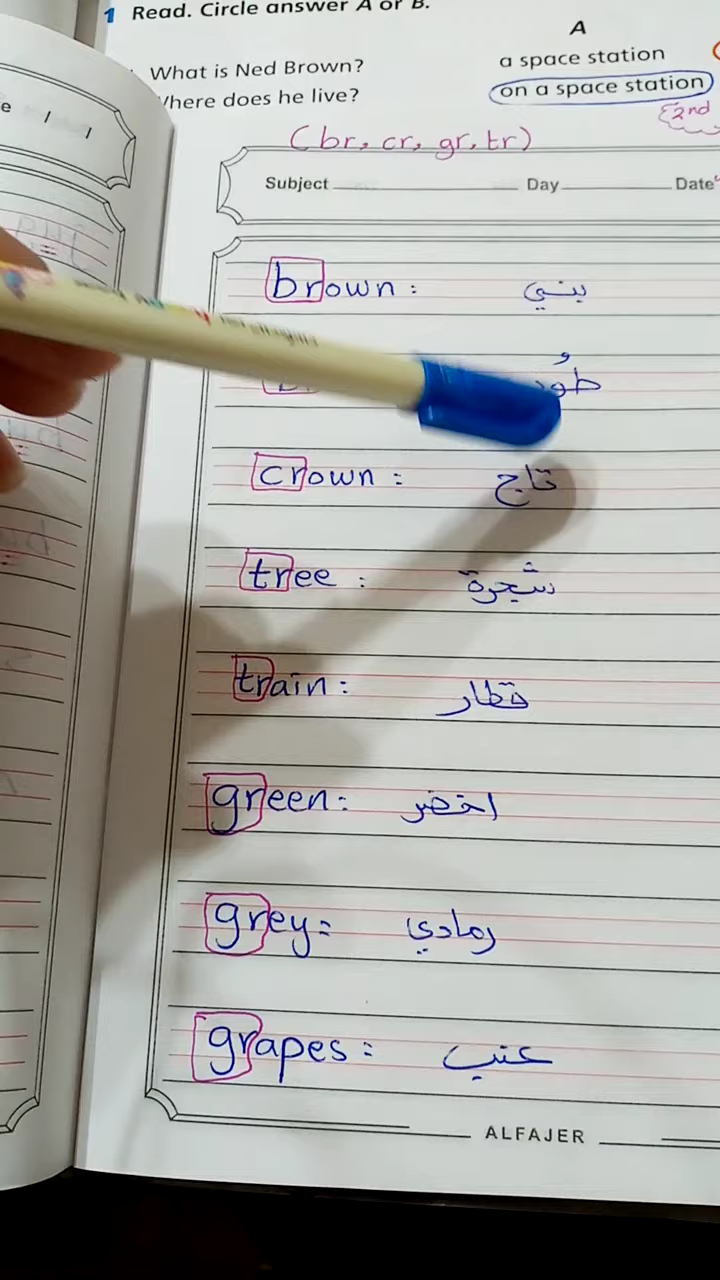 1 Read. Circle answer A or B.
A
What is Ned Brown?
a space station
Where does he live?
on a space station
2nd
(br, cr, gr, tr)
Subject Day Date
brown : بني
crown : تاج
tree : شجرة
train : قطار
green : اخضر
grey : رمادي
grapes : عنب
ALFAJER